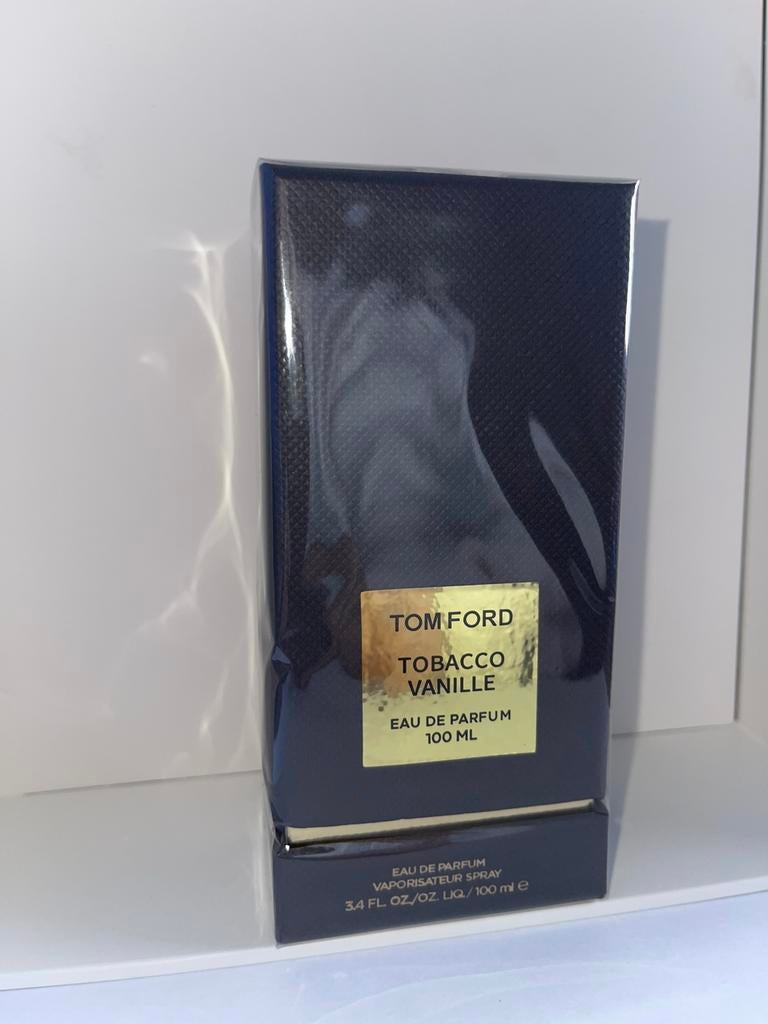 TOM FORD
TOBACCO
VANILLE
EAU DE PARFUM
100 ML
EAU DE PARFUM
VAPORISATEUR SPRAY
3.4 FL. OZ./OZ. LIQ. / 100 ml ℮